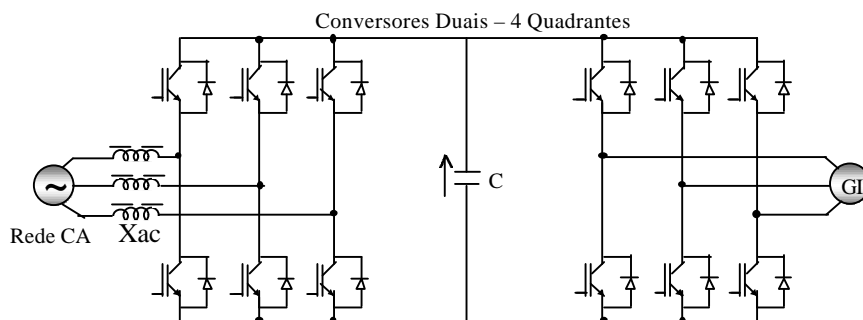 Conversores Duais – 4 Quadrantes
C
GI
~
Rede CA
Xac